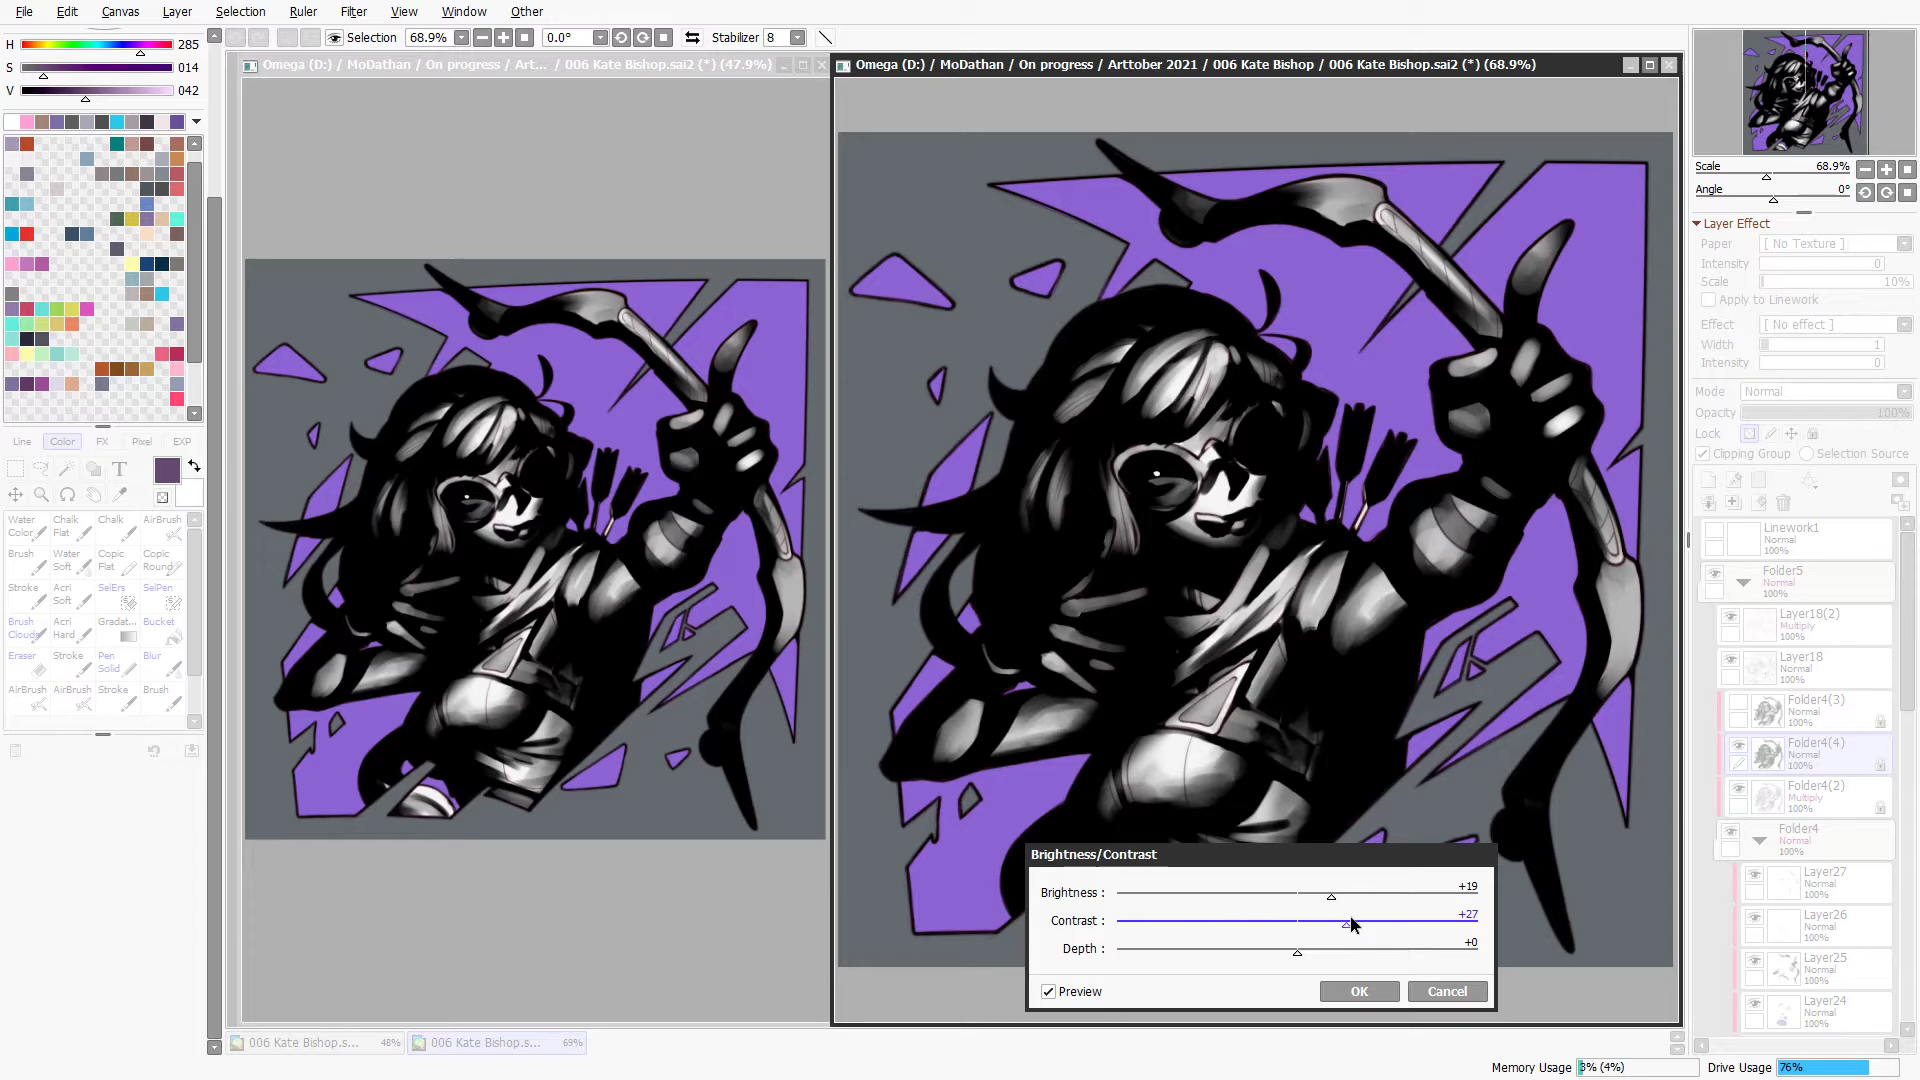 File Edit Canvas Layer Selection Ruler Filter View Window Other
Selection 68.9% 0.0° Stabilizer 8
H 285
S 014
V 042
Omega (D:) / MoDathan / On progress / Art... / 006 Kate Bishop.sai2 (*) (47.9%)
Omega (D:) / MoDathan / On progress / Arttober 2021 / 006 Kate Bishop / 006 Kate Bishop.sai2 (*) (68.9%)
Line Color FX Pixel EXP
T
Water Color Chalk Flat Chalk AirBrush
Brush Water Soft Copic Flat Copic Round
Stroke Acri Soft SelErs SelPen
Brush Clouds Acri Hard Gradat... Bucket
Eraser Stroke Pen Solid Blur
AirBrush AirBrush Stroke Brush
Scale 68.9%
Angle 0°
Layer Effect
Paper [ No Texture ]
Intensity 0
Scale 10%
Apply to Linework
Effect [ No effect ]
Width 1
Intensity 0
Mode Normal
Opacity 100%
Lock
Clipping Group Selection Source
Linework1
Normal
100%
Folder5
Normal
100%
Layer18(2)
Multiply
100%
Layer18
Normal
100%
Folder4(3)
Normal
100%
Folder4(4)
Normal
100%
Folder4(2)
Multiply
100%
Folder4
Normal
100%
Layer27
Normal
100%
Layer26
Normal
100%
Layer25
Normal
100%
Layer24
Normal
100%
Brightness/Contrast
Brightness : +19
Contrast : +27
Depth : +0
Preview OK Cancel
006 Kate Bishop.s... 48%
006 Kate Bishop.s... 69%
Memory Usage 3% (4%) Drive Usage 76%